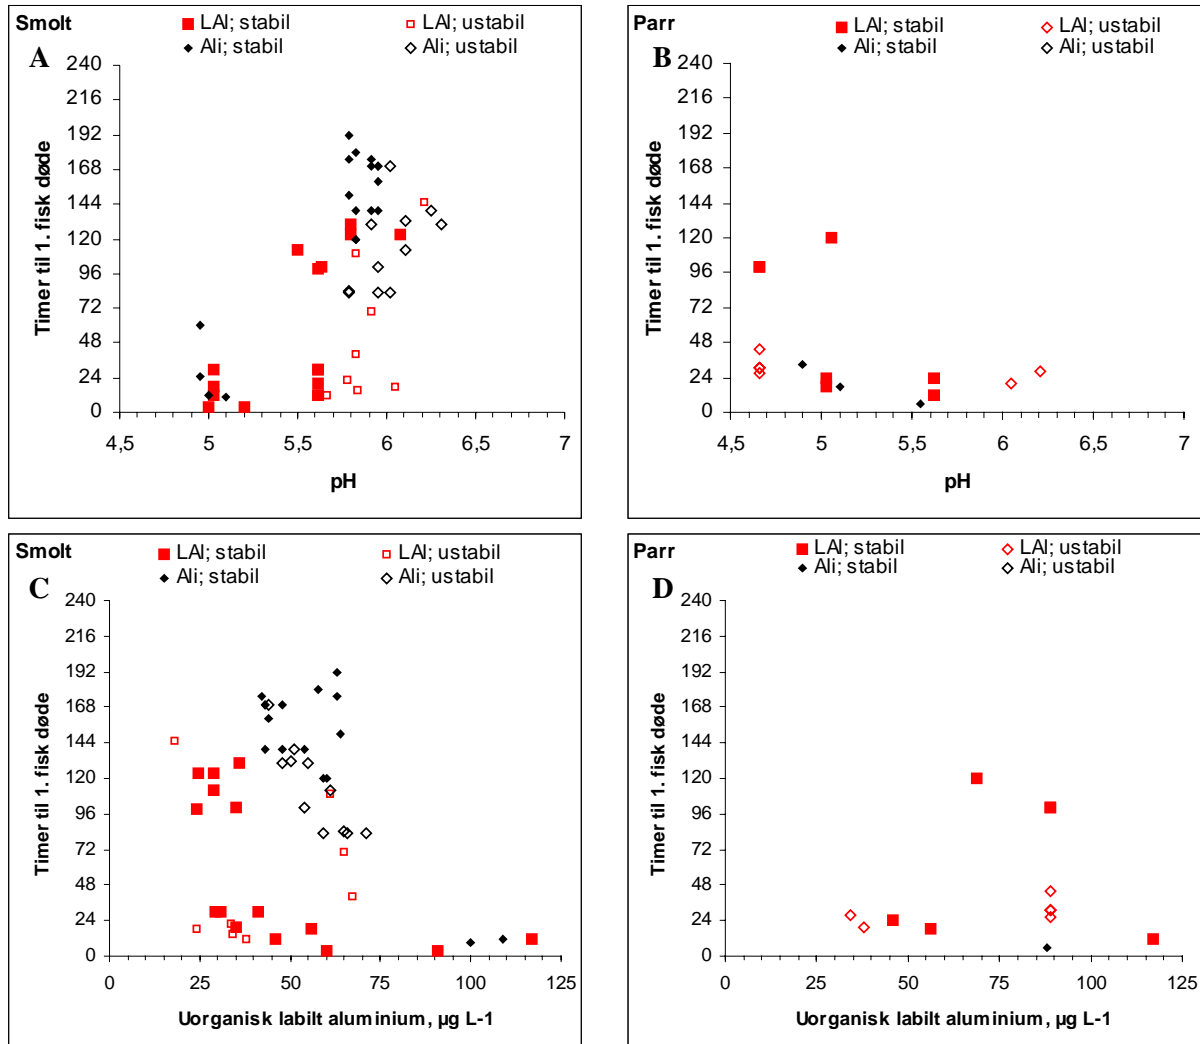 Smolt
LAl; stabil
LAl; ustabil
Ali; stabil
Ali; ustabil
A
Timer til 1. fisk døde
240
216
192
168
144
120
96
72
48
24
0
4,5 5 5,5 6 6,5 7
pH
Parr
LAl; stabil
LAl; ustabil
Ali; stabil
Ali; ustabil
B
Timer til 1. fisk døde
240
216
192
168
144
120
96
72
48
24
0
4,5 5 5,5 6 6,5 7
pH
Smolt
LAl; stabil
LAl; ustabil
Ali; stabil
Ali; ustabil
C
Timer til 1. fisk døde
240
216
192
168
144
120
96
72
48
24
0
0 25 50 75 100 125
Uorganisk labilt aluminium, µg L-1
Parr
LAl; stabil
LAl; ustabil
Ali; stabil
Ali; ustabil
D
Timer til 1. fisk døde
240
216
192
168
144
120
96
72
48
24
0
0 25 50 75 100 125
Uorganisk labilt aluminium, µg L-1